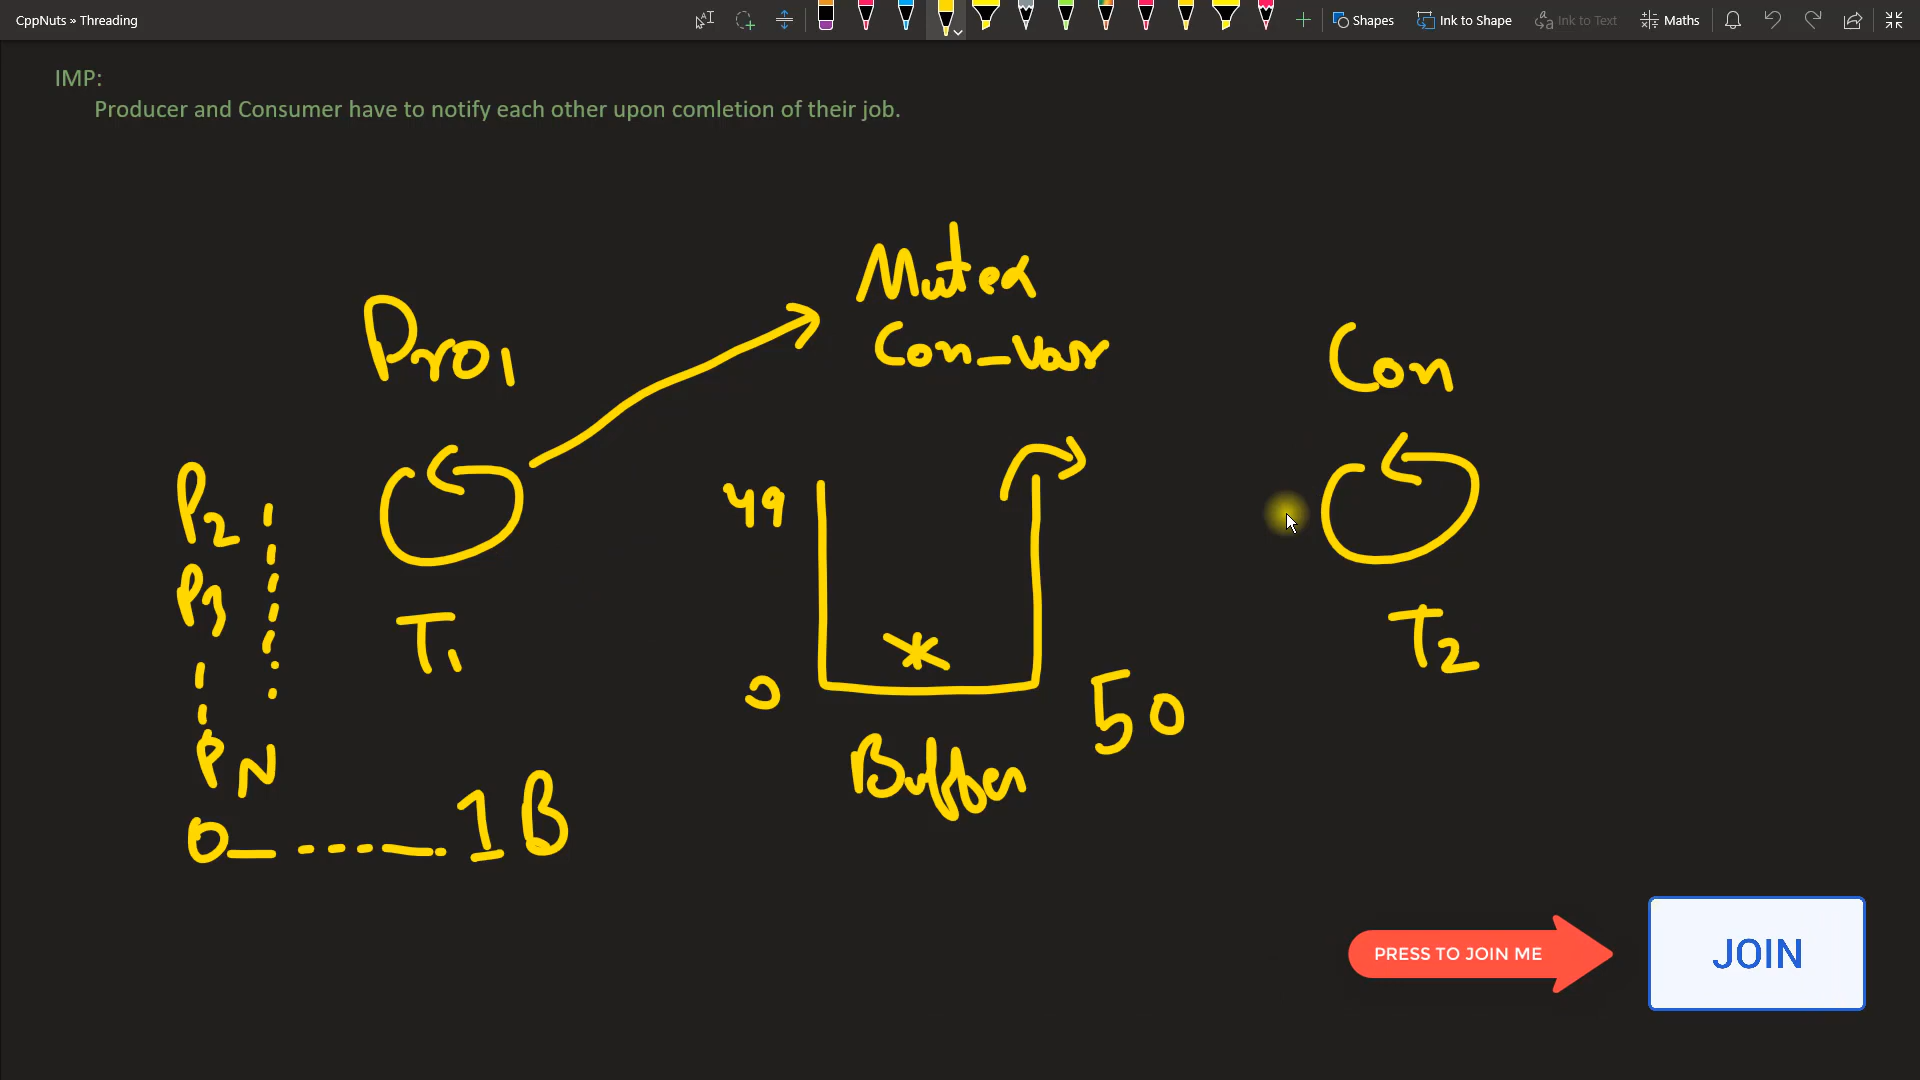 CppNuts » Threading
Shapes
Ink to Shape
Ink to Text
Maths
IMP:
Producer and Consumer have to notify each other upon comletion of their job.
Mutex
Con_Var
Pro1
Con
49
P2
P3
T1
T2
0
50
PN
Buffer
0_ ---- 1B
PRESS TO JOIN ME
JOIN